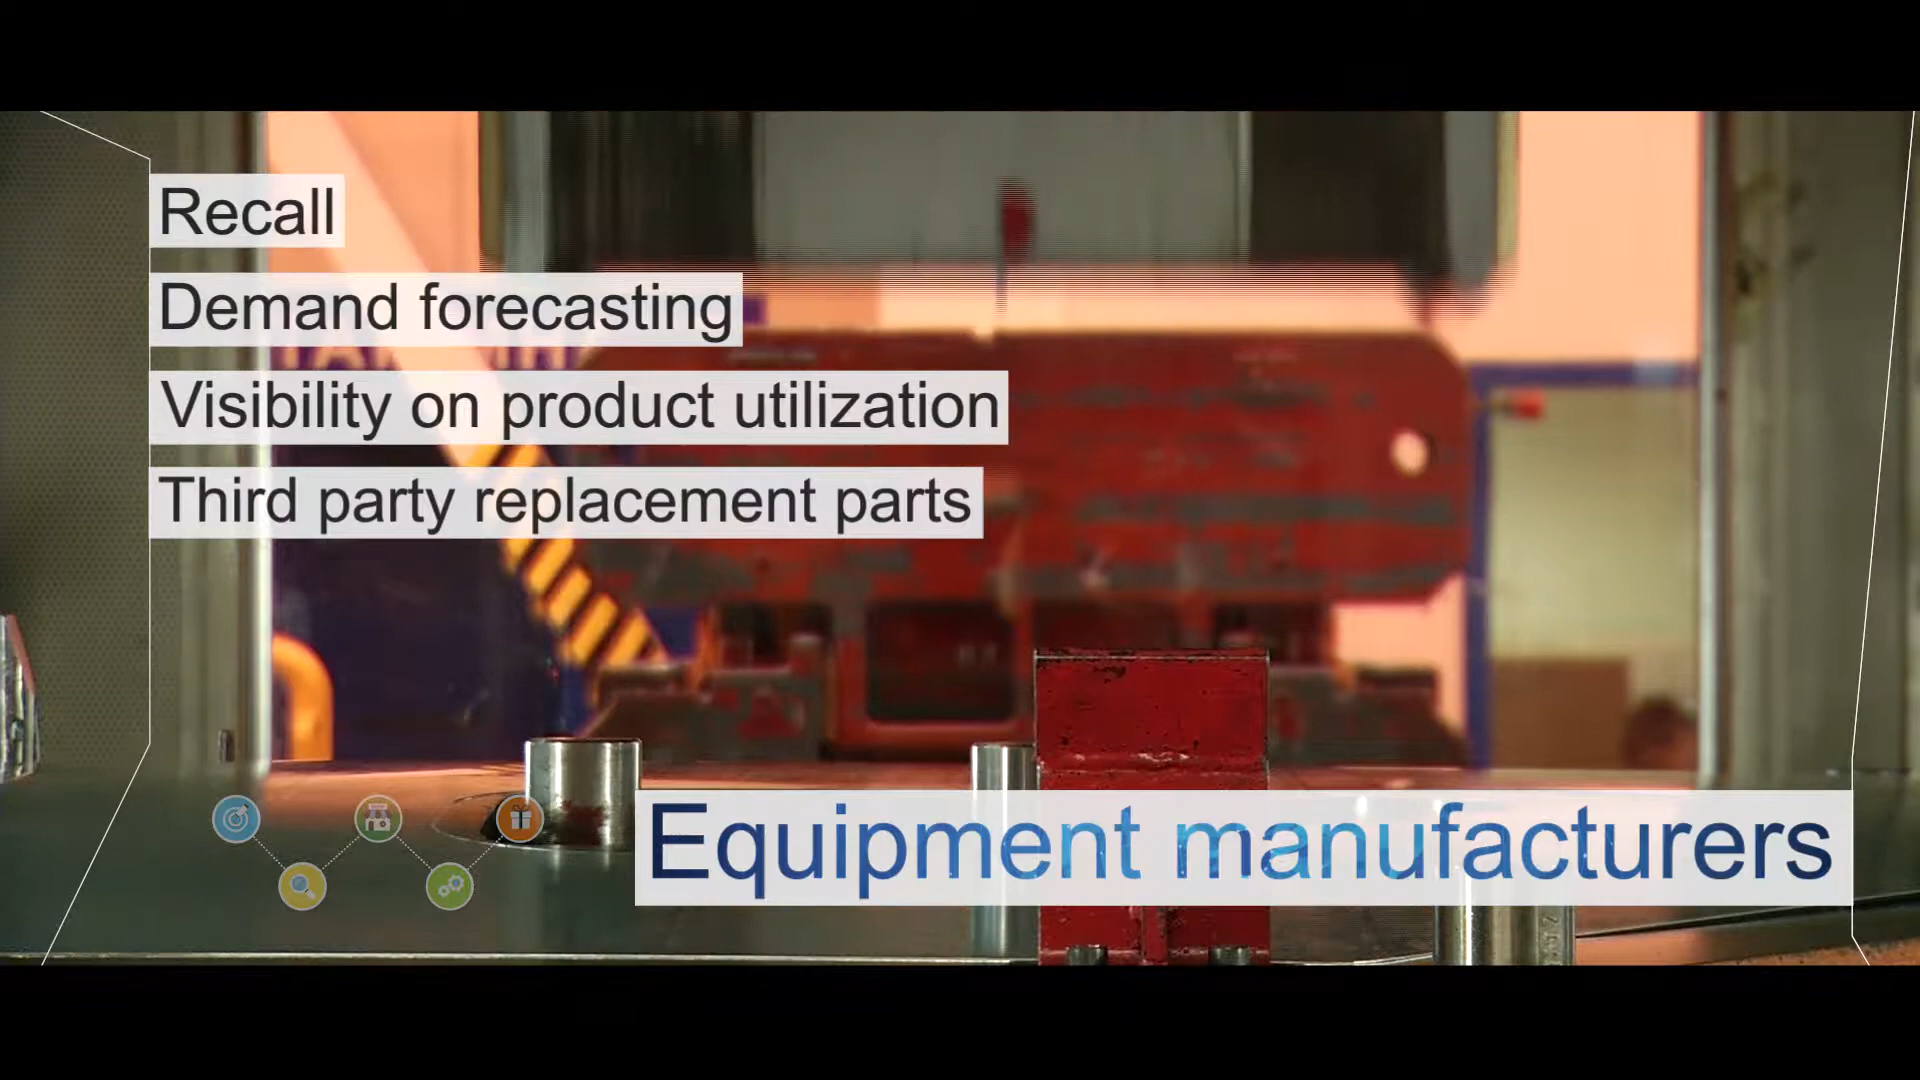 Recall
Demand forecasting
Visibility on product utilization
Third party replacement parts
Equipment manufacturers